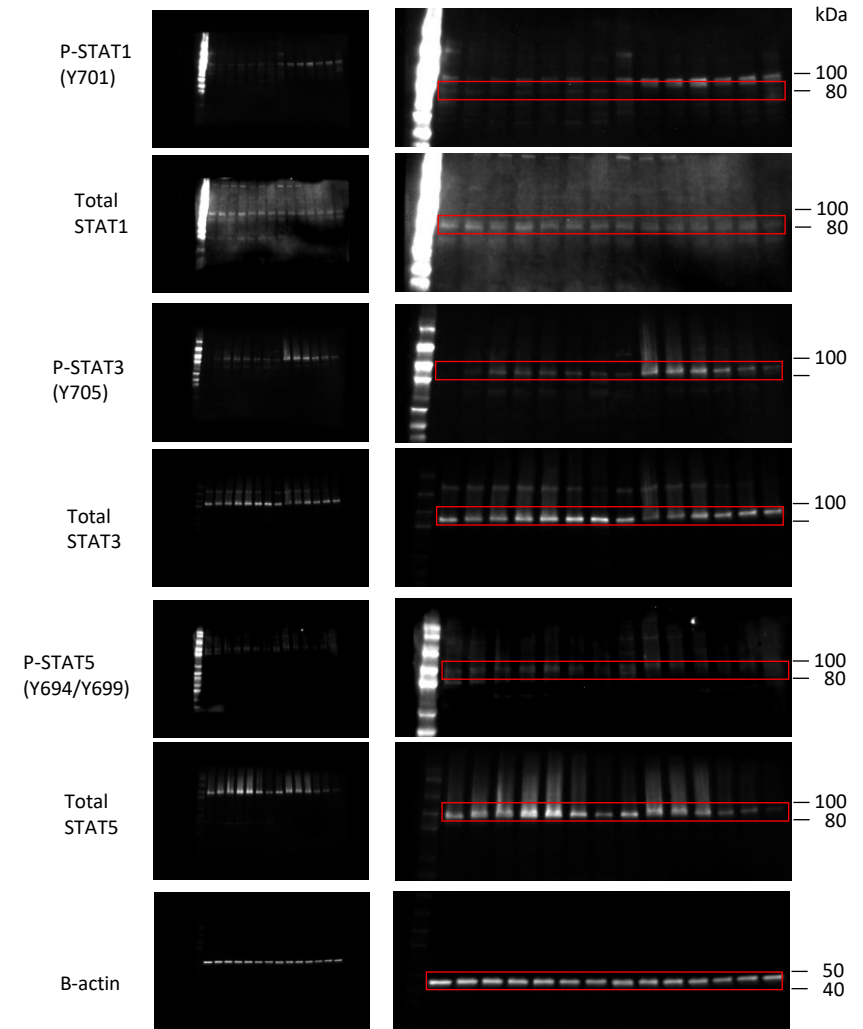 kDa
P-STAT1
(Y701)
100
80
Total
STAT1
100
80
P-STAT3
(Y705)
100
Total
STAT3
100
P-STAT5
(Y694/Y699)
100
80
Total
STAT5
100
80
B-actin
50
40